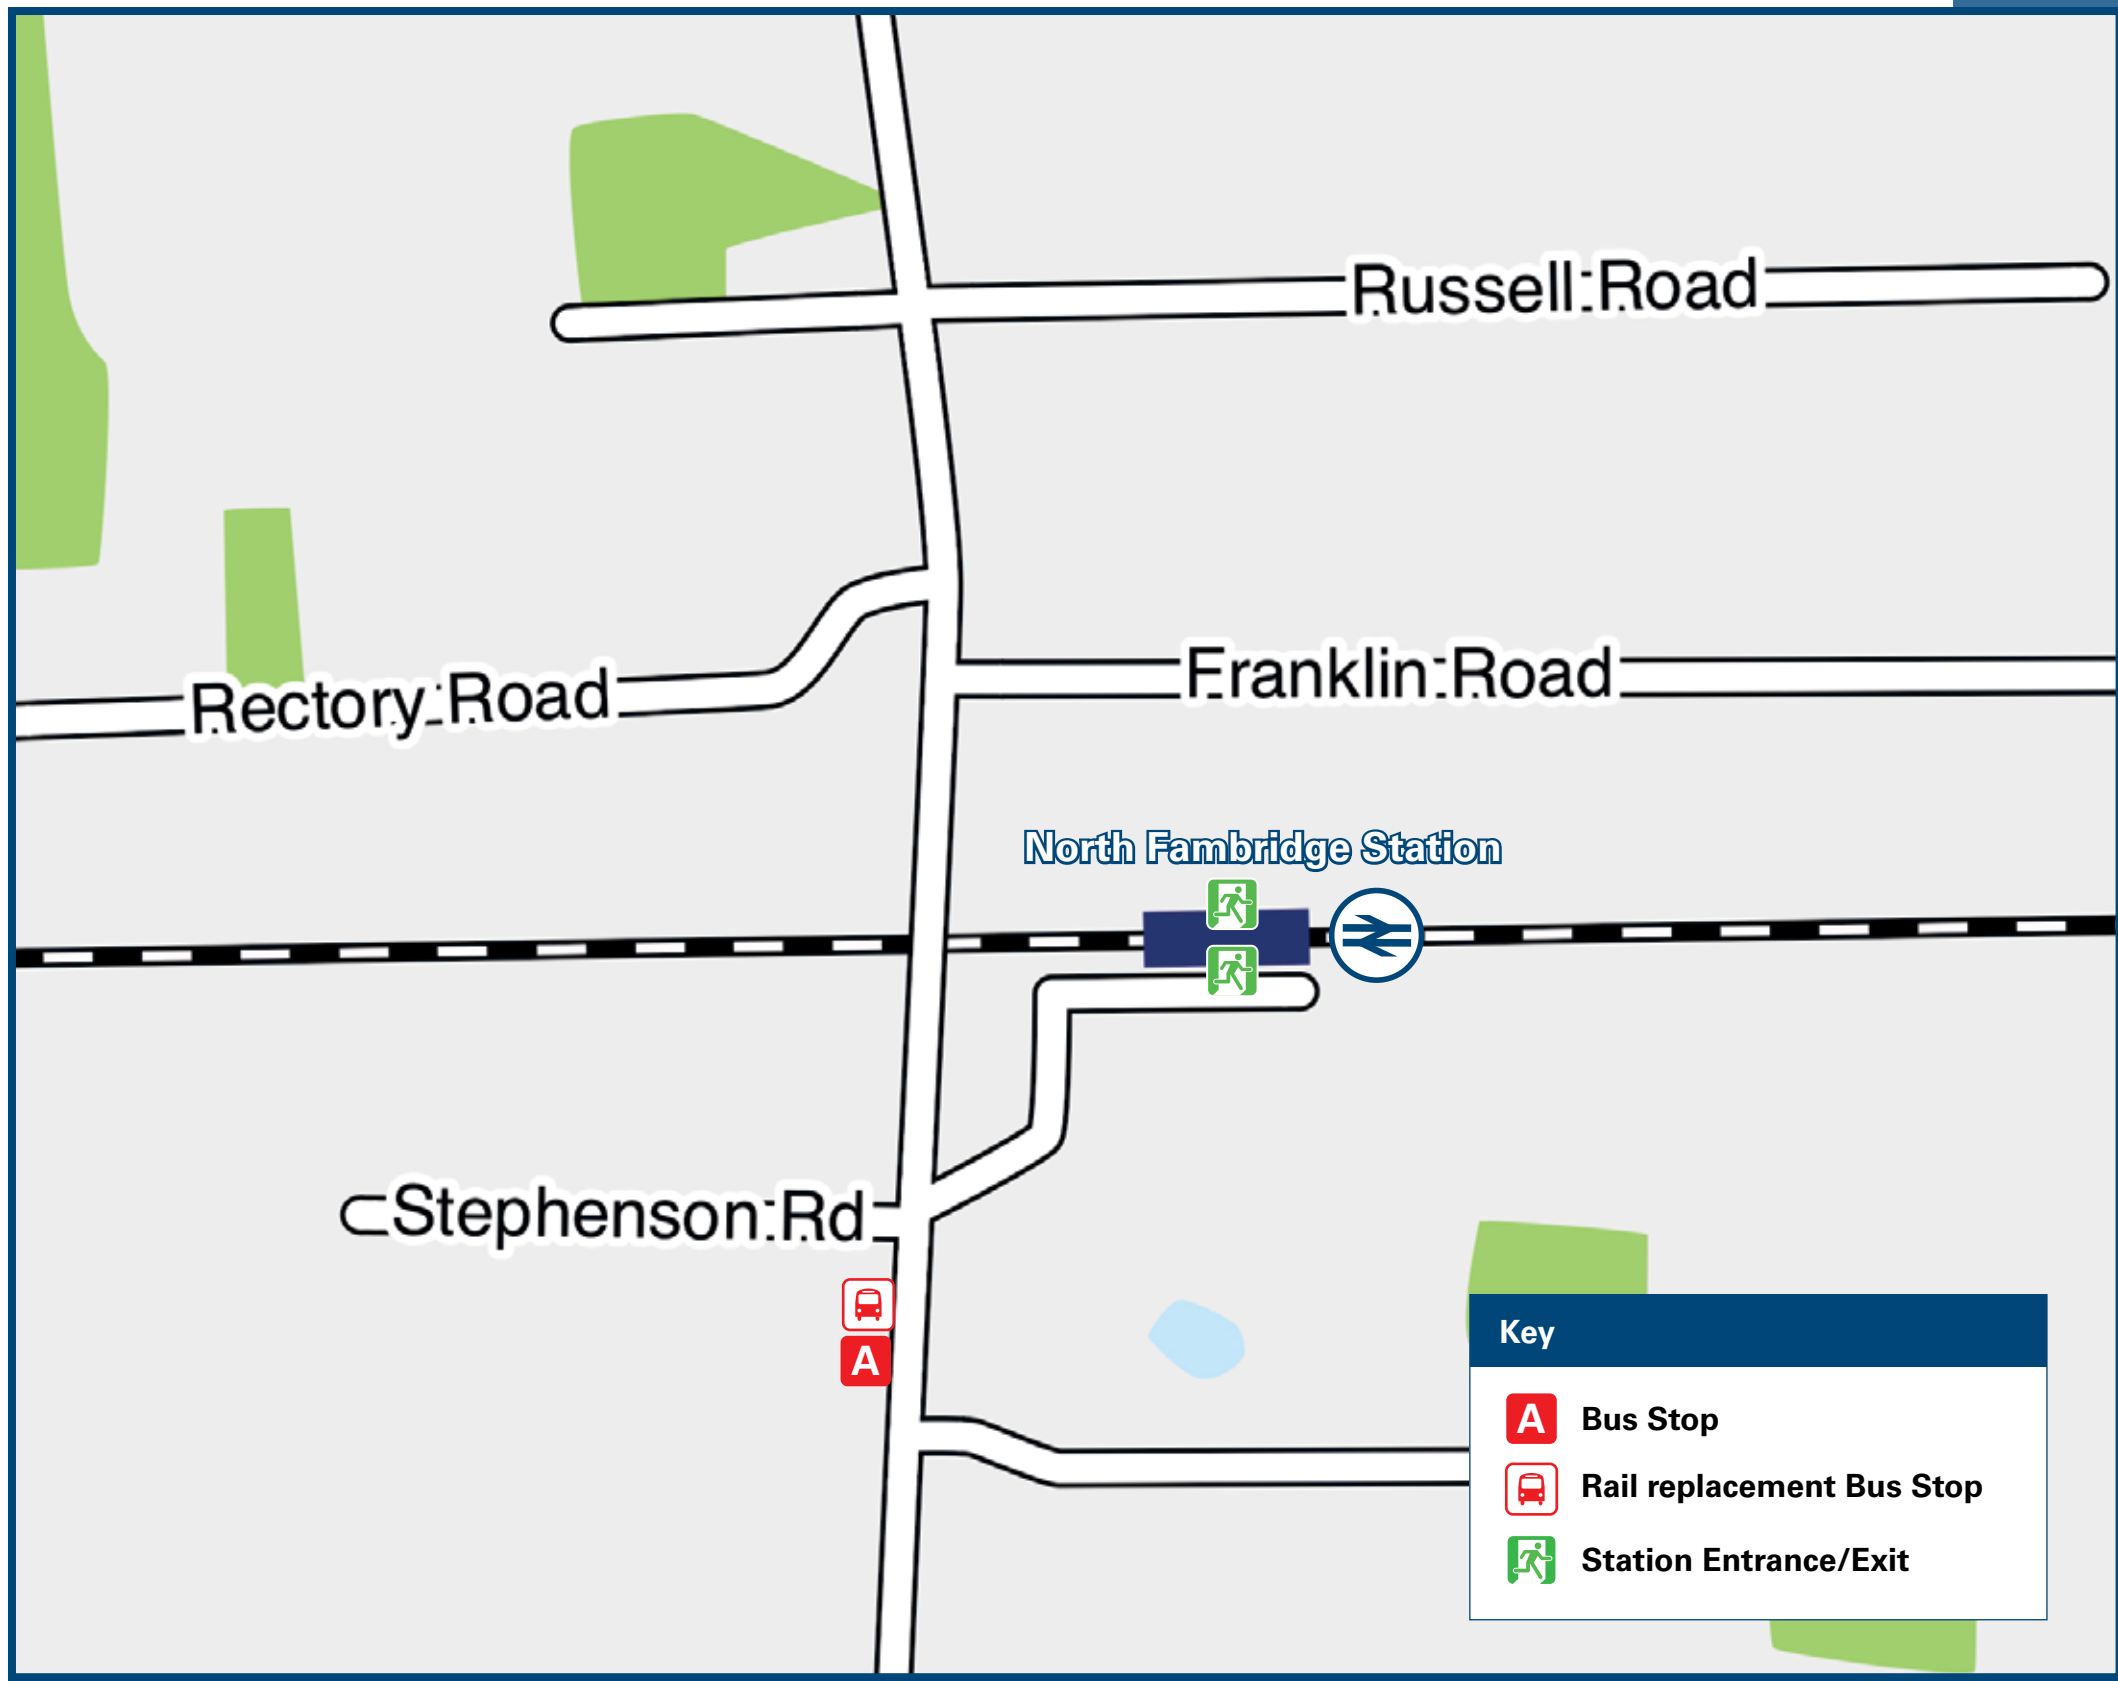 Russell Road
Franklin Road
Rectory Road
North Fambridge Station
Stephenson Rd
A
Key
A Bus Stop
Rail replacement Bus Stop
Station Entrance/Exit